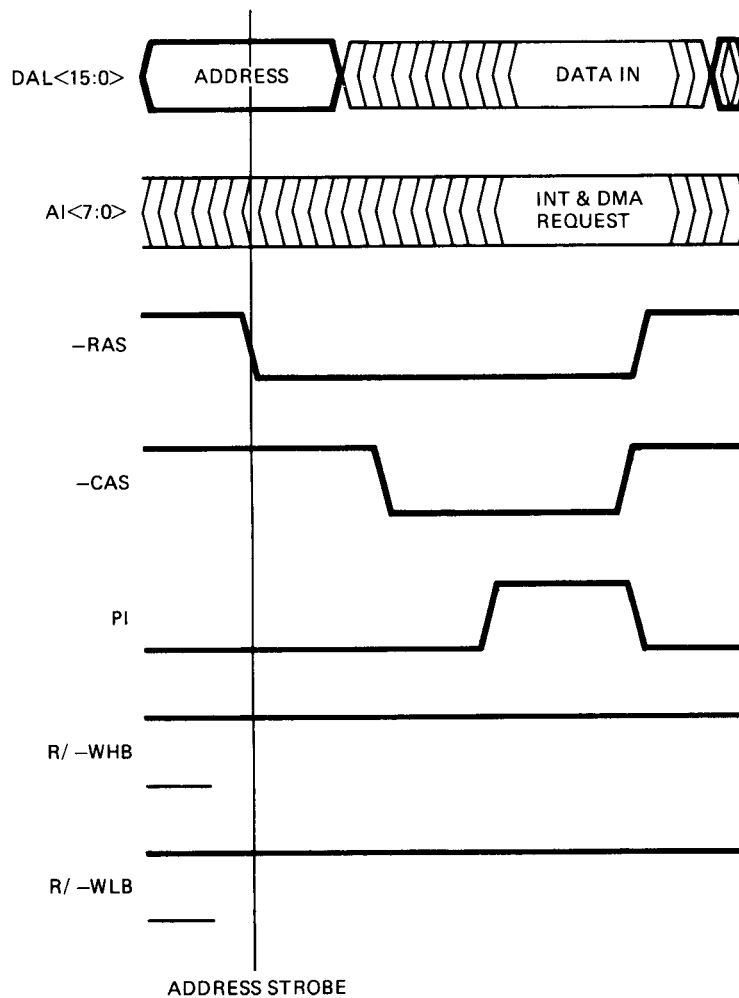 DAL<15:0>
ADDRESS
DATA IN
AI<7:0>
INT & DMA
REQUEST
—RAS
—CAS
PI
R/ —WHB
R/ —WLB
ADDRESS STROBE